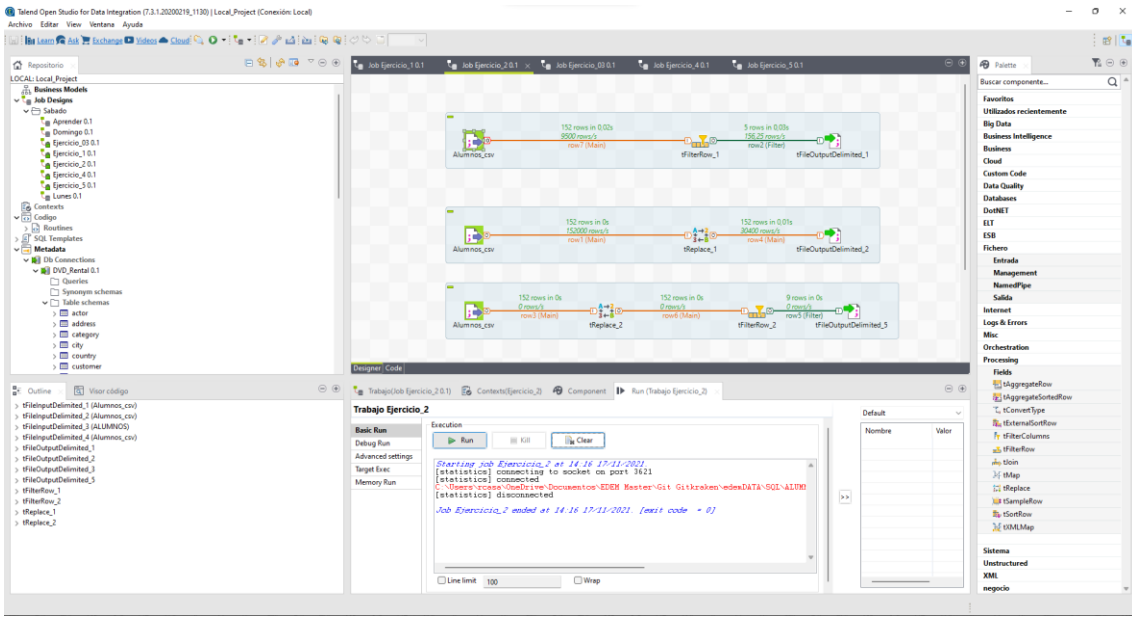 Talend Open Studio for Data Integration (7.3.1.20200219_1130) | Local_Project (Conexión: Local)
Archivo Editar View Ventana Ayuda
Learn Ask Exchange Videos Cloud
Repositorio
LOCAL: Local_Project
Business Models
Job Designs
Sabado
Aprender 0.1
Domingo 0.1
Ejercicio_03 0.1
Ejercicio_1 0.1
Ejercicio_2 0.1
Ejercicio_4 0.1
Ejercicio_5 0.1
Lunes 0.1
Contexts
Codigo
Routines
SQL Templates
Metadata
Db Connections
DVD_Rental 0.1
Queries
Synonym schemas
Table schemas
actor
address
category
city
country
customer
Job Ejercicio_1 0.1
Job Ejercicio_2 0.1
Job Ejercicio_03 0.1
Job Ejercicio_4 0.1
Job Ejercicio_5 0.1
152 rows in 0,02s
9500 rows/s
row7 (Main)
5 rows in 0,03s
156,25 rows/s
row2 (Filter)
Alumnos_csv
tFilterRow_1
tFileOutputDelimited_1
152 rows in 0s
152000 rows/s
row1 (Main)
152 rows in 0,01s
30400 rows/s
row4 (Main)
Alumnos_csv
tReplace_1
tFileOutputDelimited_2
152 rows in 0s
0 rows/s
row3 (Main)
152 rows in 0s
0 rows/s
row6 (Main)
9 rows in 0s
0 rows/s
row5 (Filter)
Alumnos_csv
tReplace_2
tFilterRow_2
tFileOutputDelimited_5
Designer Code
Palette
Buscar componente...
Favoritos
Utilizados recientemente
Big Data
Business Intelligence
Business
Cloud
Custom Code
Data Quality
Databases
DotNET
ELT
ESB
Fichero
Entrada
Management
NamedPipe
Salida
Internet
Logs & Errors
Misc
Orchestration
Processing
Fields
tAggregateRow
tAggregateSortedRow
tConvertType
tExternalSortRow
tFilterColumns
tFilterRow
tJoin
tMap
tReplace
tSampleRow
tSortRow
tXMLMap
Sistema
Unstructured
XML
negocio
Outline
Visor código
tFileInputDelimited_1 (Alumnos_csv)
tFileInputDelimited_2 (Alumnos_csv)
tFileInputDelimited_3 (ALUMNOS)
tFileInputDelimited_4 (Alumnos_csv)
tFileOutputDelimited_1
tFileOutputDelimited_2
tFileOutputDelimited_3
tFileOutputDelimited_5
tFilterRow_1
tFilterRow_2
tReplace_1
tReplace_2
Trabajo(Job Ejercicio_2 0.1)
Contexts(Ejercicio_2)
Component
Run (Trabajo Ejercicio_2)
Trabajo Ejercicio_2
Basic Run
Debug Run
Advanced settings
Target Exec
Memory Run
Execution
Run
Kill
Clear
Starting job Ejercicio_2 at 14:16 17/11/2021.
[statistics] connecting to socket on port 3621
[statistics] connected
C:\Users\rcasa\OneDrive\Documentos\EDEM Master\Git Gitkraken\edemDATA\SQL\ALUMN
[statistics] disconnected
Job Ejercicio_2 ended at 14:16 17/11/2021. [exit code = 0]
Line limit 100
Wrap
Default
Nombre Valor
>>